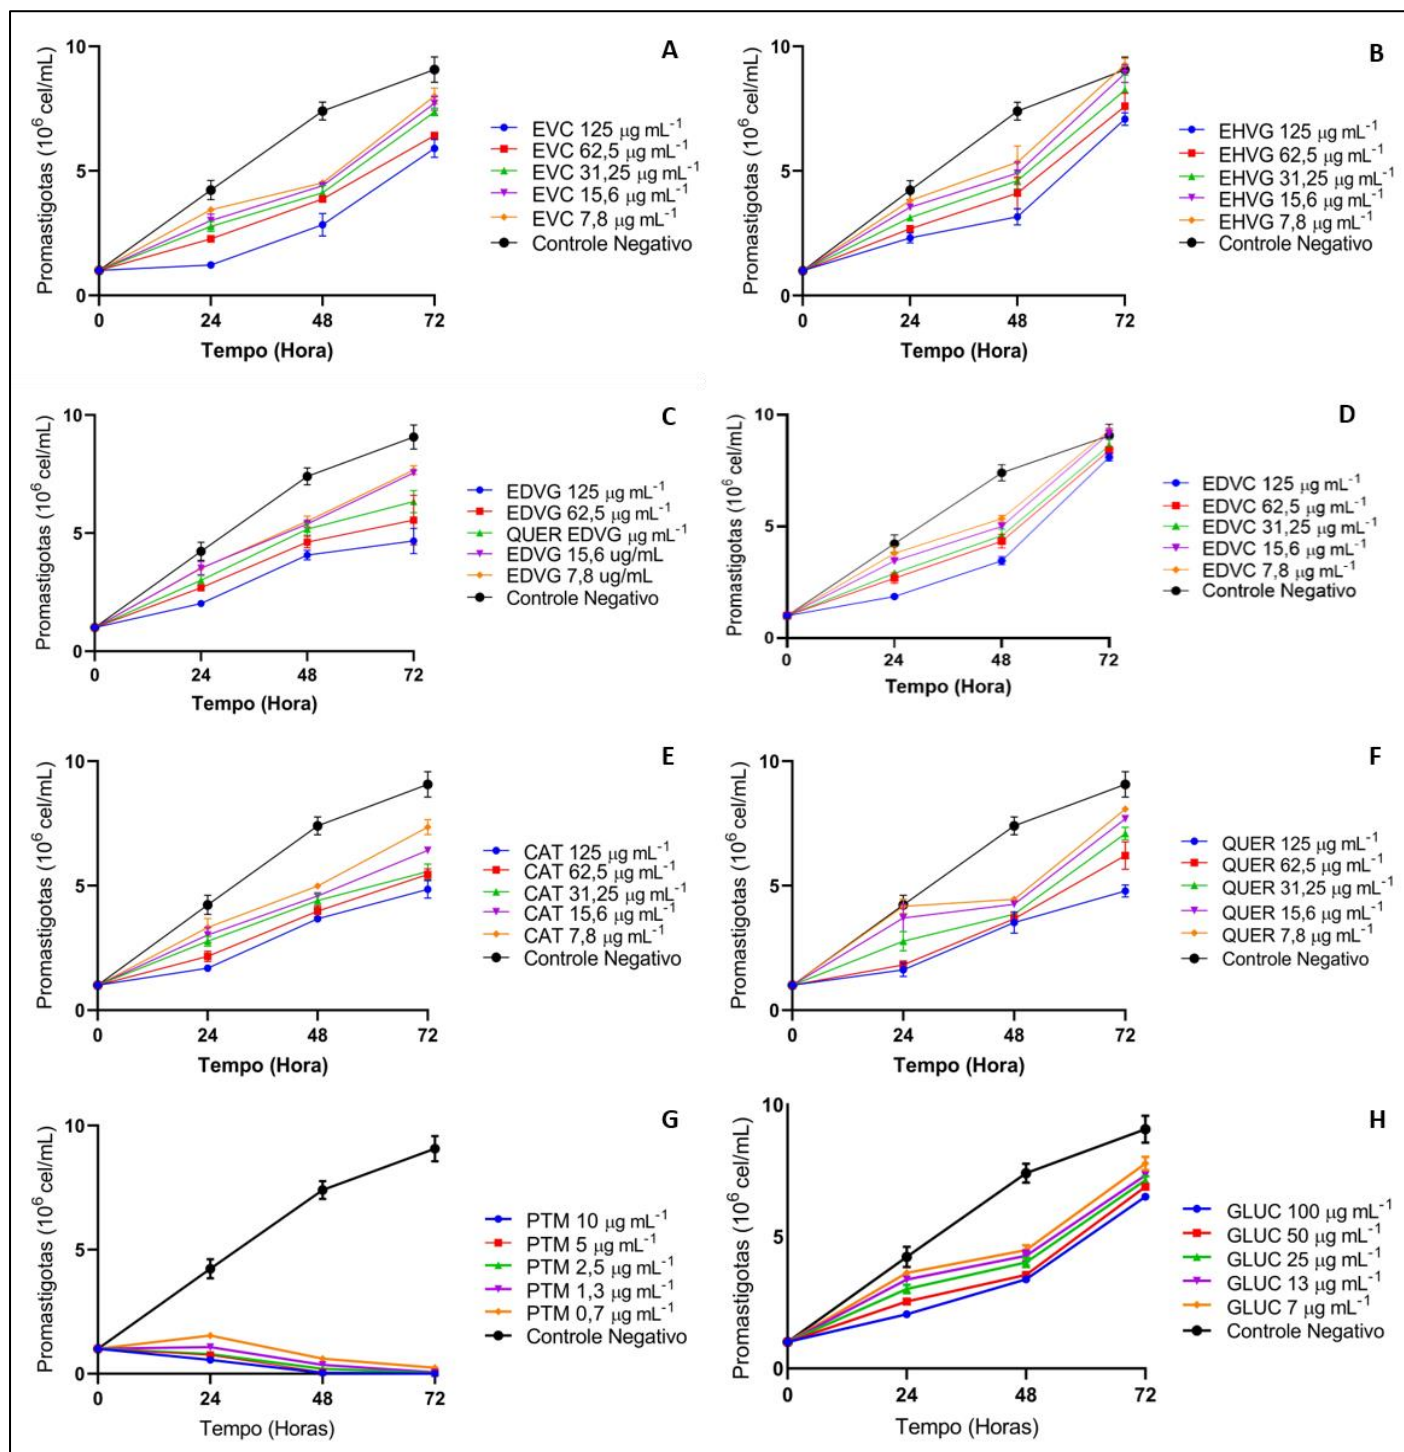 A
Promastigotas (10⁶ cel/mL)
10
5
0
0 24 48 72
Tempo (Hora)
EVC 125 µg mL⁻¹
EVC 62,5 µg mL⁻¹
EVC 31,25 µg mL⁻¹
EVC 15,6 µg mL⁻¹
EVC 7,8 µg mL⁻¹
Controle Negativo
B
Promastigotas (10⁶ cel/mL)
10
5
0
0 24 48 72
Tempo (Hora)
EHVG 125 µg mL⁻¹
EHVG 62,5 µg mL⁻¹
EHVG 31,25 µg mL⁻¹
EHVG 15,6 µg mL⁻¹
EHVG 7,8 µg mL⁻¹
Controle Negativo
C
Promastigotas (10⁶ cel/mL)
10
5
0
0 24 48 72
Tempo (Hora)
EDVG 125 µg mL⁻¹
EDVG 62,5 µg mL⁻¹
QUER EDVG µg mL⁻¹
EDVG 15,6 ug/mL
EDVG 7,8 ug/mL
Controle Negativo
D
Promastigotas (10⁶ cel/mL)
10
5
0
0 24 48 72
Tempo (Hora)
EDVC 125 µg mL⁻¹
EDVC 62,5 µg mL⁻¹
EDVC 31,25 µg mL⁻¹
EDVC 15,6 µg mL⁻¹
EDVC 7,8 µg mL⁻¹
Controle Negativo
E
Promastigotas (10⁶ cel/mL)
10
5
0
0 24 48 72
Tempo (Hora)
CAT 125 µg mL⁻¹
CAT 62,5 µg mL⁻¹
CAT 31,25 µg mL⁻¹
CAT 15,6 µg mL⁻¹
CAT 7,8 µg mL⁻¹
Controle Negativo
F
Promastigotas (10⁶ cel/mL)
10
5
0
0 24 48 72
Tempo (Hora)
QUER 125 µg mL⁻¹
QUER 62,5 µg mL⁻¹
QUER 31,25 µg mL⁻¹
QUER 15,6 µg mL⁻¹
QUER 7,8 µg mL⁻¹
Controle Negativo
G
Promastigotas (10⁶ cel/mL)
10
5
0
0 24 48 72
Tempo (Horas)
PTM 10 µg mL⁻¹
PTM 5 µg mL⁻¹
PTM 2,5 µg mL⁻¹
PTM 1,3 µg mL⁻¹
PTM 0,7 µg mL⁻¹
Controle Negativo
H
Promastigotas (10⁶ cel/mL)
10
5
0
0 24 48 72
Tempo (Horas)
GLUC 100 µg mL⁻¹
GLUC 50 µg mL⁻¹
GLUC 25 µg mL⁻¹
GLUC 13 µg mL⁻¹
GLUC 7 µg mL⁻¹
Controle Negativo